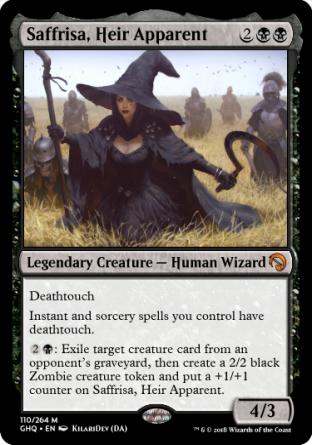 Saffrisa, Heir Apparent 2
Legendary Creature — Human Wizard
Deathtouch
Instant and sorcery spells you control have
deathtouch.
2 : Exile target creature card from an
opponent's graveyard, then create a 2/2 black
Zombie creature token and put a +1/+1
counter on Saffrisa, Heir Apparent.
4/3
110/264 M
GHQ • EN KilariDev (DA)
™ & © 2018 Wizards of the Coast